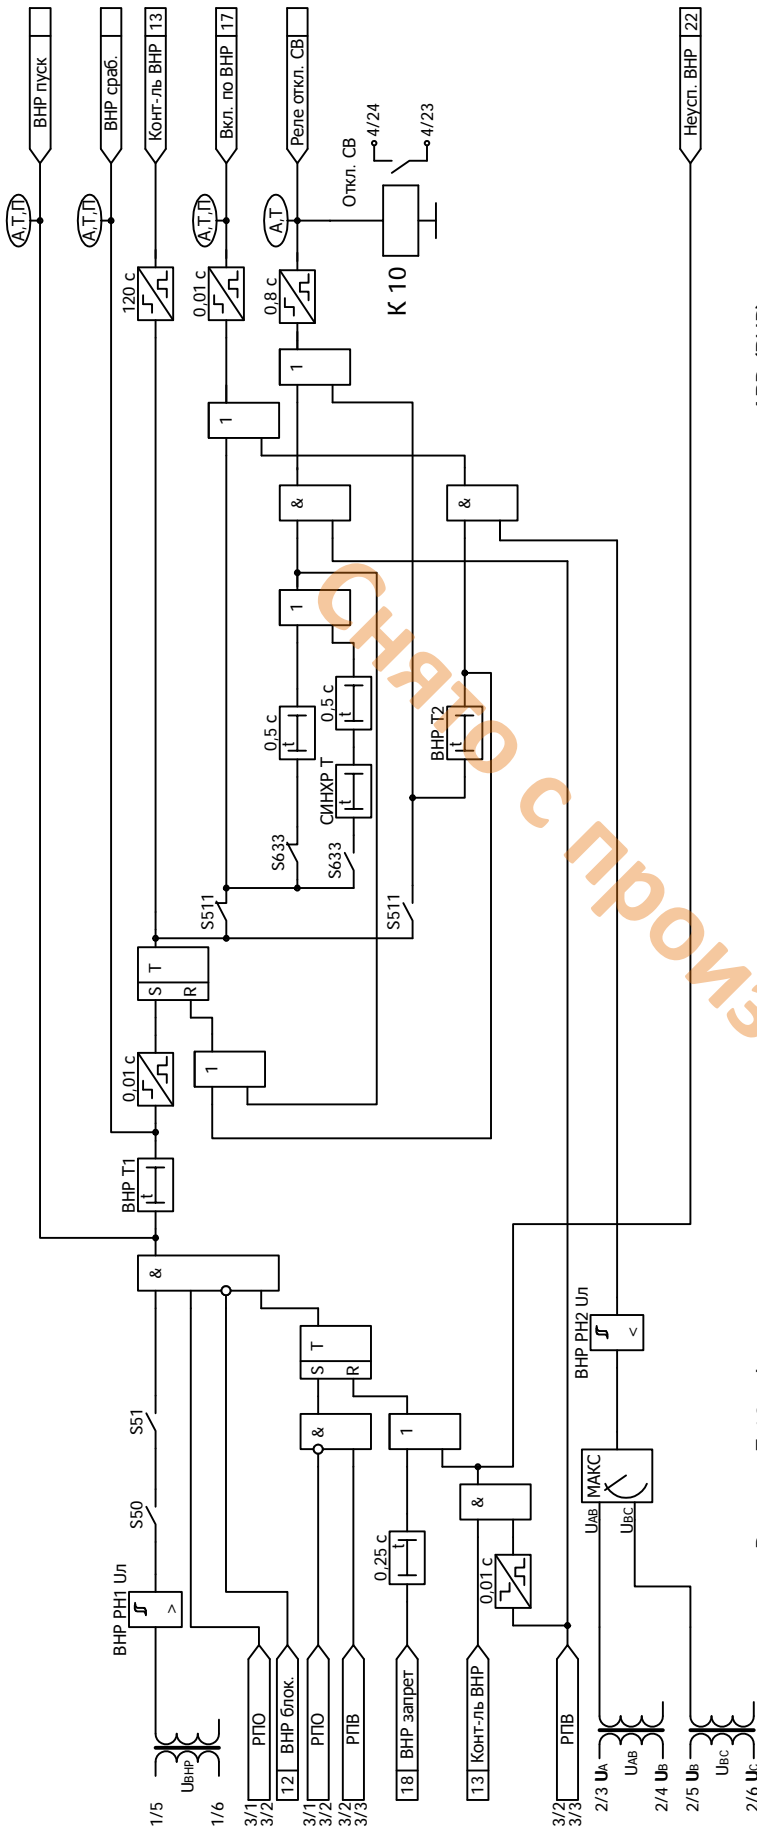 ВНР пуск
ВНР сраб.
Конт-ль ВНР 13
Вкл. по ВНР 17
Реле откл. СВ
Неусп. ВНР 22
А,Т,П
А,Т,П
А,Т,П
А,Т
Откл. СВ
4/24
4/23
К 10
120 с
0,01 с
0,8 с
1
1
&
&
1
0,5 с
0,5 с
СИНХР Т
ВНР Т2
S633
S633
S511
S511
S T
R
0,01 с
1
ВНР Т1
&
S T
R
&
1
&
S51
S50
0,25 с
0,01 с
ВНР РН1 Uл
>
ВНР РН2 Uл
<
МАКС
UАВ
UВС
1/5
UВНР
1/6
3/1
3/2
РПО
12 ВНР блок.
3/1
3/2
РПО
3/2
3/3
РПВ
18 ВНР запрет
13 Конт-ль ВНР
3/2
3/3
РПВ
2/3 UА
UАВ
2/4 UВ
2/5 UВ
UВС
2/6 UС
t
t
t
t
t
t
Снято с произ